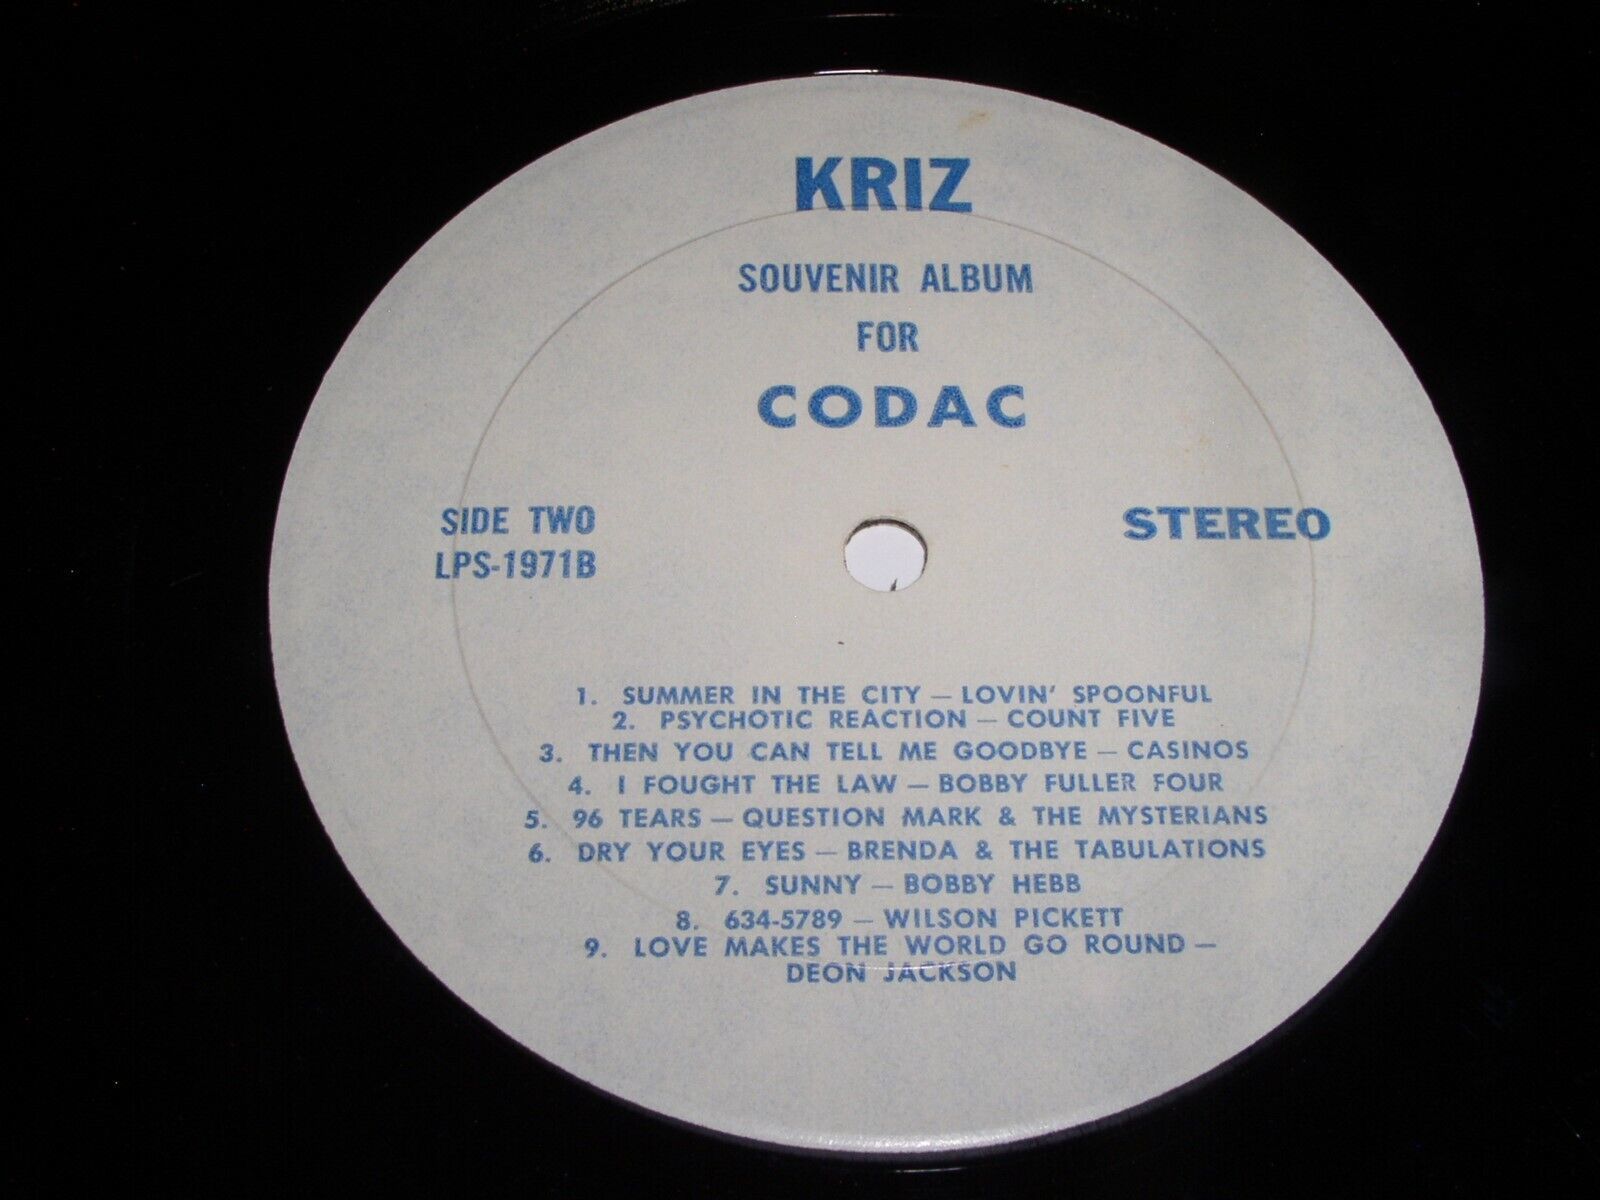 KRIZ
SOUVENIR ALBUM
FOR
CODAC
SIDE TWO
LPS-1971B
STEREO
1. SUMMER IN THE CITY — LOVIN' SPOONFUL
2. PSYCHOTIC REACTION — COUNT FIVE
3. THEN YOU CAN TELL ME GOODBYE — CASINOS
4. I FOUGHT THE LAW — BOBBY FULLER FOUR
5. 96 TEARS — QUESTION MARK & THE MYSTERIANS
6. DRY YOUR EYES — BRENDA & THE TABULATIONS
7. SUNNY — BOBBY HEBB
8. 634-5789 — WILSON PICKETT
9. LOVE MAKES THE WORLD GO ROUND —
DEON JACKSON